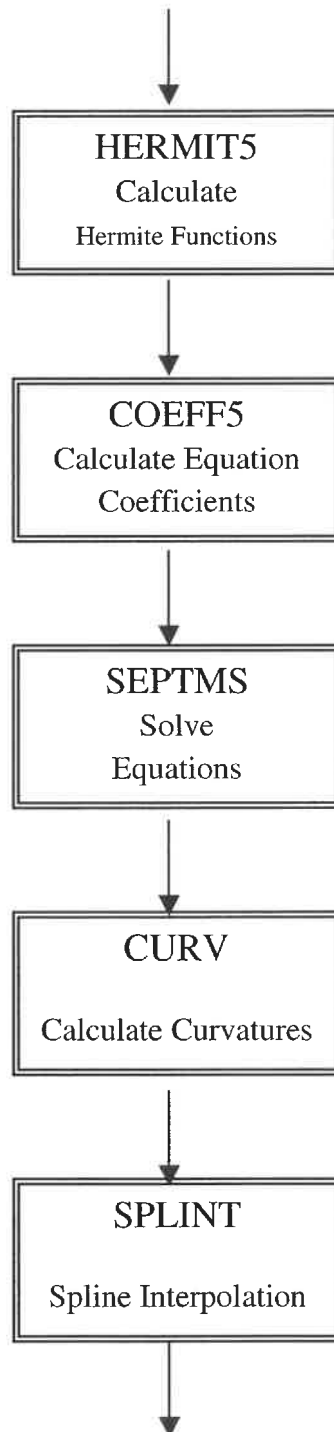 HERMIT5
Calculate
Hermite Functions
COEFF5
Calculate Equation
Coefficients
SEPTMS
Solve
Equations
CURV
Calculate Curvatures
SPLINT
Spline Interpolation